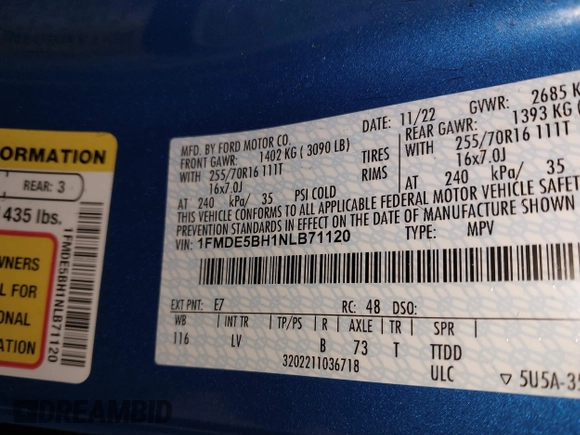 ORMATION
REAR: 3
435 lbs.
WNERS
L FOR
ONAL
ION
1FMDE5BH1NLB71120
MFD. BY FORD MOTOR CO.
DATE: 11/22
GVWR: 2685 K
FRONT GAWR: 1402 KG ( 3090 LB)
REAR GAWR: 1393 KG
WITH 255/70R16 111T TIRES WITH 255/70R16 111T
16x7.0J RIMS 16x7.0J
AT 240 kPa/ 35 PSI COLD AT 240 kPa/ 35
THIS VEHICLE CONFORMS TO ALL APPLICABLE FEDERAL MOTOR VEHICLE SAFET
IN EFFECT ON THE DATE OF MANUFACTURE SHOWN
VIN: 1FMDE5BH1NLB71120
TYPE: MPV
EXT PNT: E7 RC: 48 DSO:
WB INT TR TP/PS R AXLE TR SPR
116 LV B 73 T TTDD
3202211036718 ULC
▽ 5U5A-35
DREAMBID